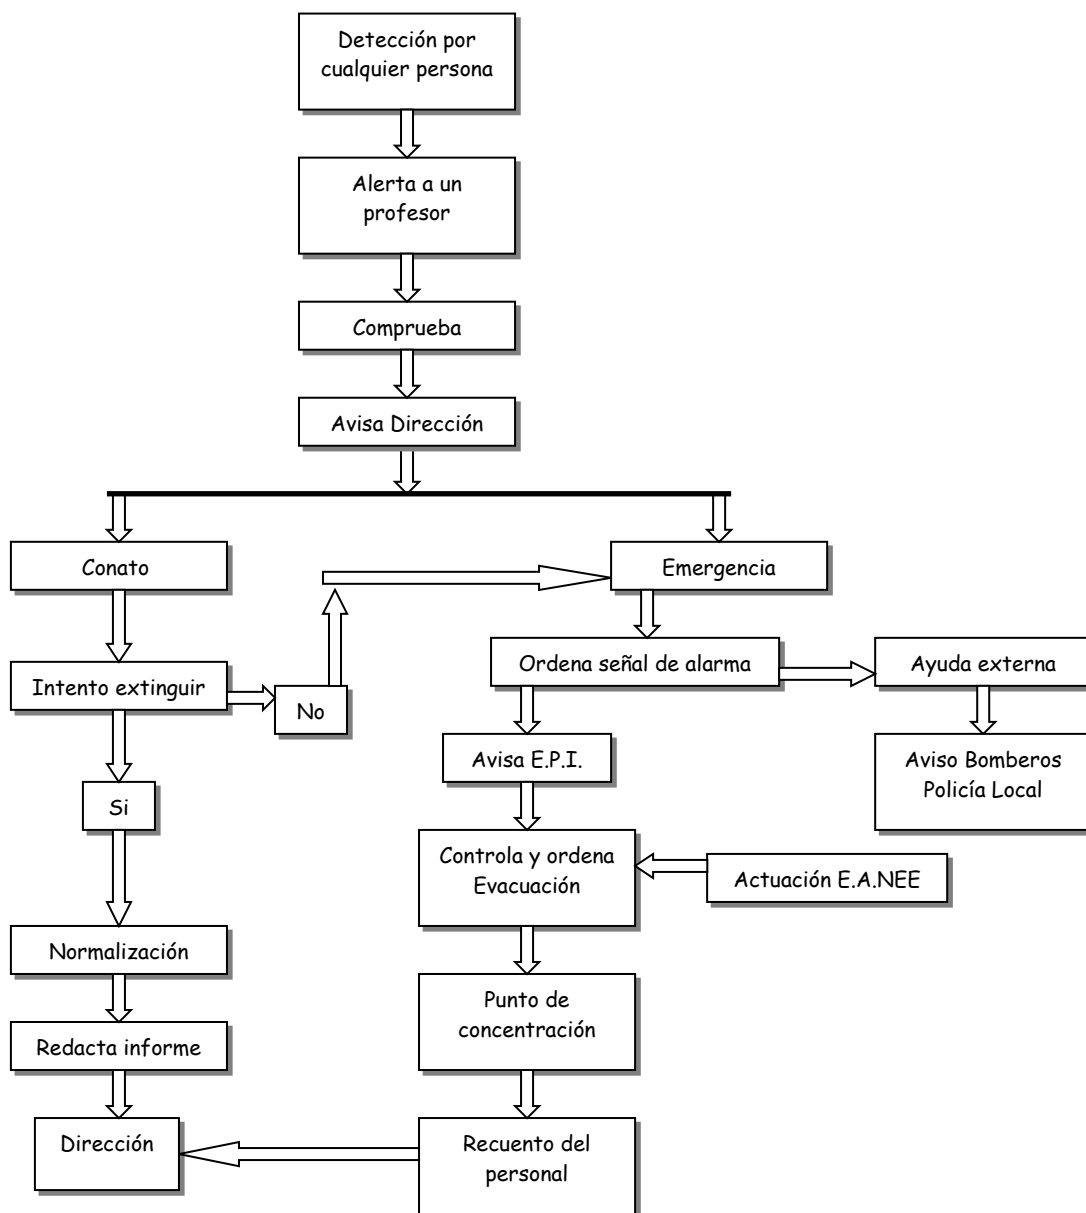 Detección por
cualquier persona
Alerta a un
profesor
Comprueba
Avisa Dirección
Conato
Emergencia
Intento extinguir
No
Ordena señal de alarma
Ayuda externa
Avisa E.P.I.
Aviso Bomberos
Policía Local
Si
Controla y ordena
Evacuación
Actuación E.A.NEE
Normalización
Punto de
concentración
Redacta informe
Dirección
Recuento del
personal